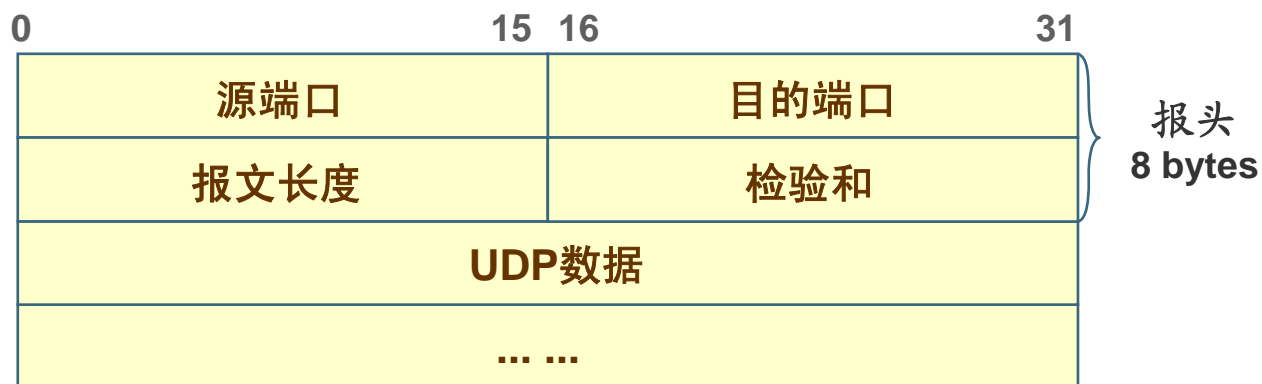 0 15 16 31
源端口 目的端口
报头
8 bytes
报文长度 检验和
UDP数据
... ...